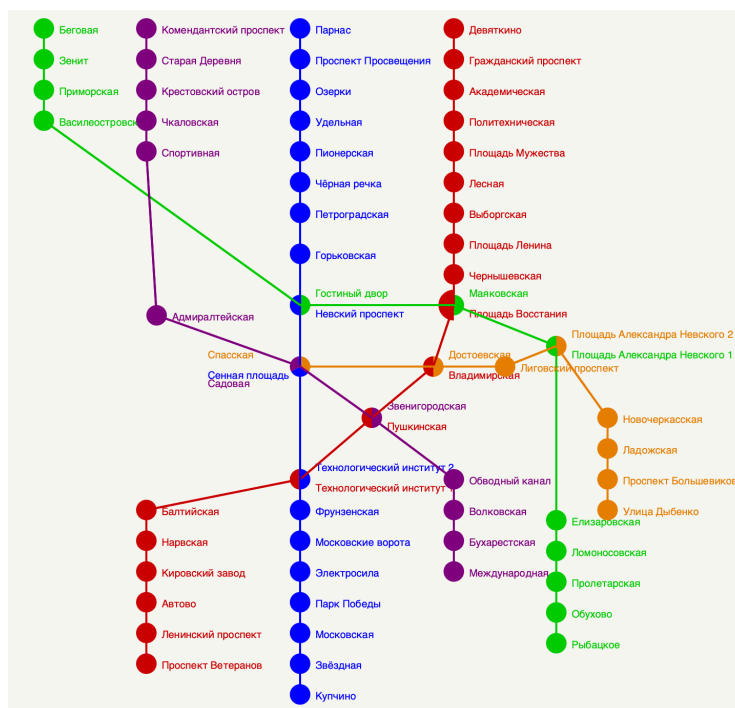 Беговая
Комендантский проспект
Парнас
Девяткино
Зенит
Старая Деревня
Проспект Просвещения
Гражданский проспект
Приморская
Крестовский остров
Озерки
Академическая
Василеостровск
Чкаловская
Удельная
Политехническая
Спортивная
Пионерская
Площадь Мужества
Чёрная речка
Лесная
Петроградская
Выборгская
Горьковская
Площадь Ленина
Чернышевская
Гостиный двор
Маяковская
Невский проспект
Площадь Восстания
Адмиралтейская
Площадь Александра Невского 2
Площадь Александра Невского 1
Спасская
Достоевская
Лиговский проспект
Сенная площадь
Владимирская
Садовая
Звенигородская
Пушкинская
Новочеркасская
Ладожская
Технологический институт 2
Технологический институт 1
Обводный канал
Проспект Большевиков
Балтийская
Фрунзенская
Волковская
Улица Дыбенко
Елизаровская
Нарвская
Московские ворота
Бухарестская
Ломоносовская
Кировский завод
Электросила
Международная
Пролетарская
Автово
Парк Победы
Обухово
Ленинский проспект
Московская
Рыбацкое
Проспект Ветеранов
Звёздная
Купчино